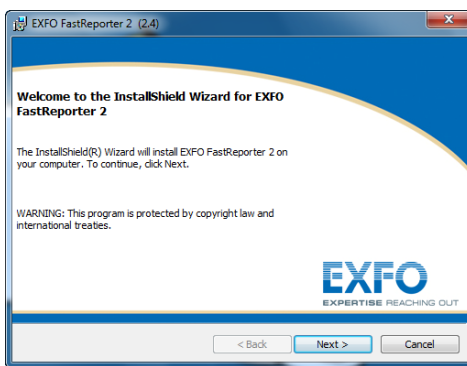 EXFO FastReporter 2 (2.4)
Welcome to the InstallShield Wizard for EXFO
FastReporter 2
The InstallShield(R) Wizard will install EXFO FastReporter 2 on
your computer. To continue, click Next.
WARNING: This program is protected by copyright law and
international treaties.
EXFO
EXPERTISE REACHING OUT
< Back
Next >
Cancel